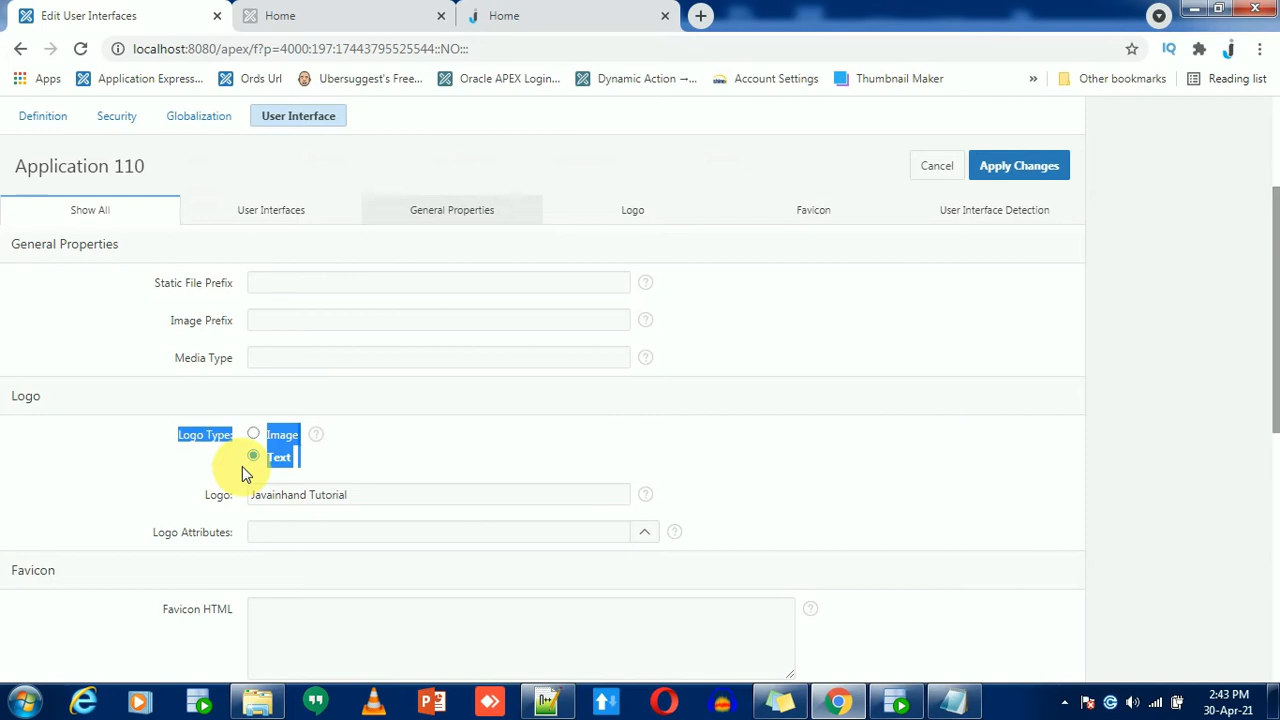 Edit User Interfaces
Home
Home
localhost:8080/apex/f?p=4000:197:17443795525544::NO:::
IQ
Apps
Application Express...
Ords Url
Ubersuggest's Free...
Oracle APEX Login...
Dynamic Action →...
Account Settings
Thumbnail Maker
»
Other bookmarks
Reading list
Definition
Security
Globalization
User Interface
Application 110
Cancel
Apply Changes
Show All
User Interfaces
General Properties
Logo
Favicon
User Interface Detection
General Properties
Static File Prefix
Image Prefix
Media Type
Logo
Logo Type:
Image
Text
Logo:
Javainhand Tutorial
Logo Attributes:
Favicon
Favicon HTML
2:43 PM
30-Apr-21